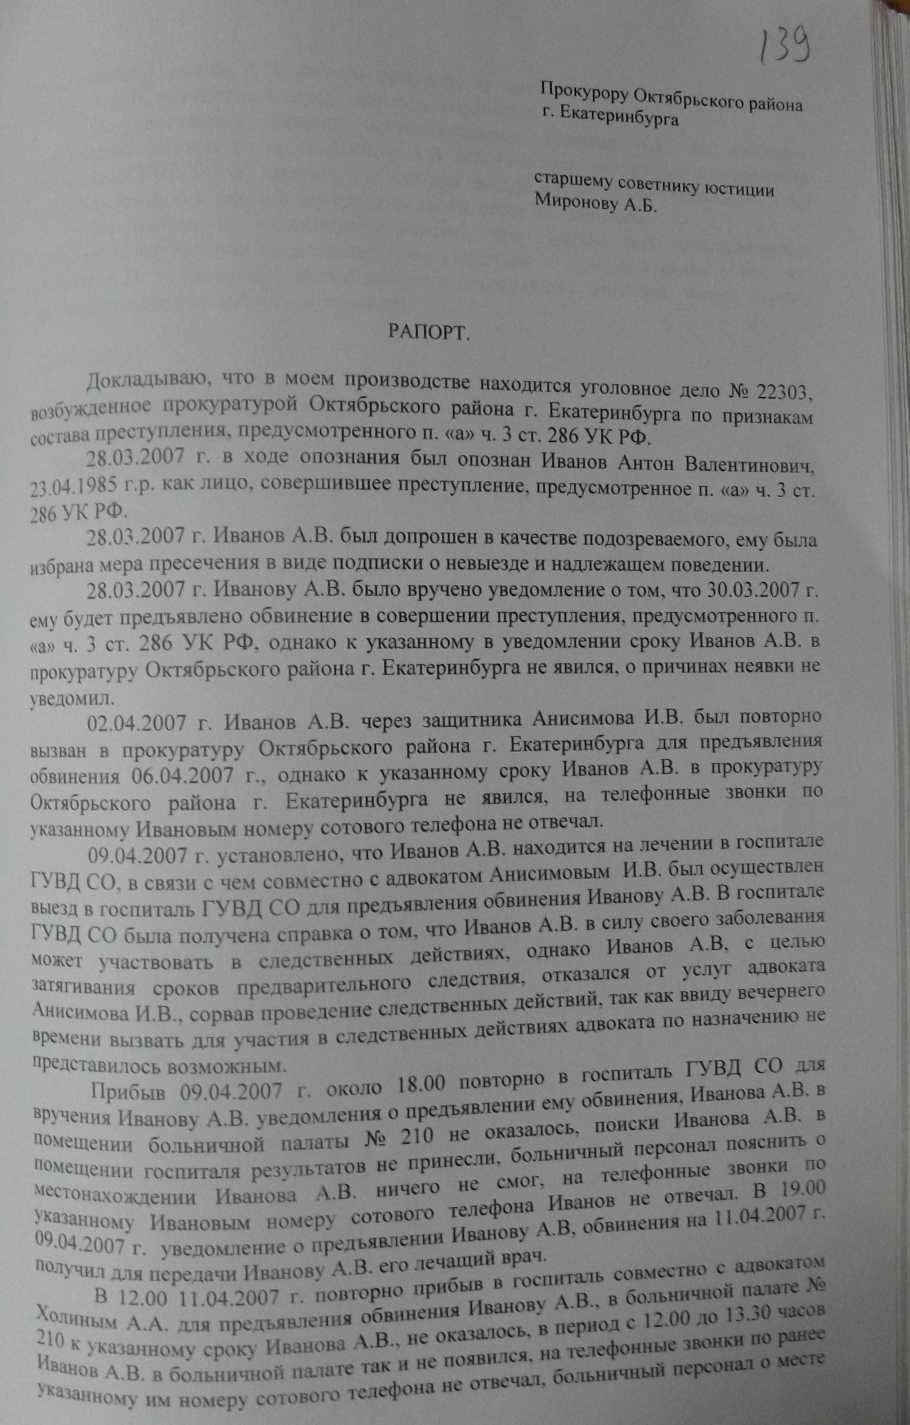 139
Прокурору Октябрьского района
г. Екатеринбурга
старшему советнику юстиции
Миронову А.Б.
РАПОРТ.
Докладываю, что в моем производстве находится уголовное дело № 22303,
возбужденное прокуратурой Октябрьского района г. Екатеринбурга по признакам
состава преступления, предусмотренного п. «а» ч. 3 ст. 286 УК РФ.
28.03.2007 г. в ходе опознания был опознан Иванов Антон Валентинович,
23.04.1985 г.р. как лицо, совершившее преступление, предусмотренное п. «а» ч. 3 ст.
286 УК РФ.
28.03.2007 г. Иванов А.В. был допрошен в качестве подозреваемого, ему была
избрана мера пресечения в виде подписки о невыезде и надлежащем поведении.
28.03.2007 г. Иванову А.В. было вручено уведомление о том, что 30.03.2007 г.
ему будет предъявлено обвинение в совершении преступления, предусмотренного п.
«а» ч. 3 ст. 286 УК РФ, однако к указанному в уведомлении сроку Иванов А.В. в
прокуратуру Октябрьского района г. Екатеринбурга не явился, о причинах неявки не
уведомил.
02.04.2007 г. Иванов А.В. через защитника Анисимова И.В. был повторно
вызван в прокуратуру Октябрьского района г. Екатеринбурга для предъявления
обвинения 06.04.2007 г., однако к указанному сроку Иванов А.В. в прокуратуру
Октябрьского района г. Екатеринбурга не явился, на телефонные звонки по
указанному Ивановым номеру сотового телефона не отвечал.
09.04.2007 г. установлено, что Иванов А.В. находится на лечении в госпитале
ГУВД СО, в связи с чем совместно с адвокатом Анисимовым И.В. был осуществлен
выезд в госпиталь ГУВД СО для предъявления обвинения Иванову А.В. В госпитале
ГУВД СО была получена справка о том, что Иванов А.В. в силу своего заболевания
может участвовать в следственных действиях, однако Иванов А.В, с целью
затягивания сроков предварительного следствия, отказался от услуг адвоката
Анисимова И.В., сорвав проведение следственных действий, так как ввиду вечернего
времени вызвать для участия в следственных действиях адвоката по назначению не
представилось возможным.
Прибыв 09.04.2007 г. около 18.00 повторно в госпиталь ГУВД СО для
вручения Иванову А.В. уведомления о предъявлении ему обвинения, Иванова А.В. в
помещении больничной палаты № 210 не оказалось, поиски Иванова А.В. в
помещении госпиталя результатов не принесли, больничный персонал пояснить о
местонахождении Иванова А.В. ничего не смог, на телефонные звонки по
указанному Ивановым номеру сотового телефона Иванов не отвечал. В 19.00
09.04.2007 г. уведомление о предъявлении Иванову А.В, обвинения на 11.04.2007 г.
получил для передачи Иванову А.В. его лечащий врач.
В 12.00 11.04.2007 г. повторно прибыв в госпиталь совместно с адвокатом
Холиным А.А. для предъявления обвинения Иванову А.В., в больничной палате №
210 к указанному сроку Иванова А.В., не оказалось, в период с 12.00 до 13.30 часов
Иванов А.В. в больничной палате так и не появился, на телефонные звонки по ранее
указанному им номеру сотового телефона не отвечал, больничный персонал о месте